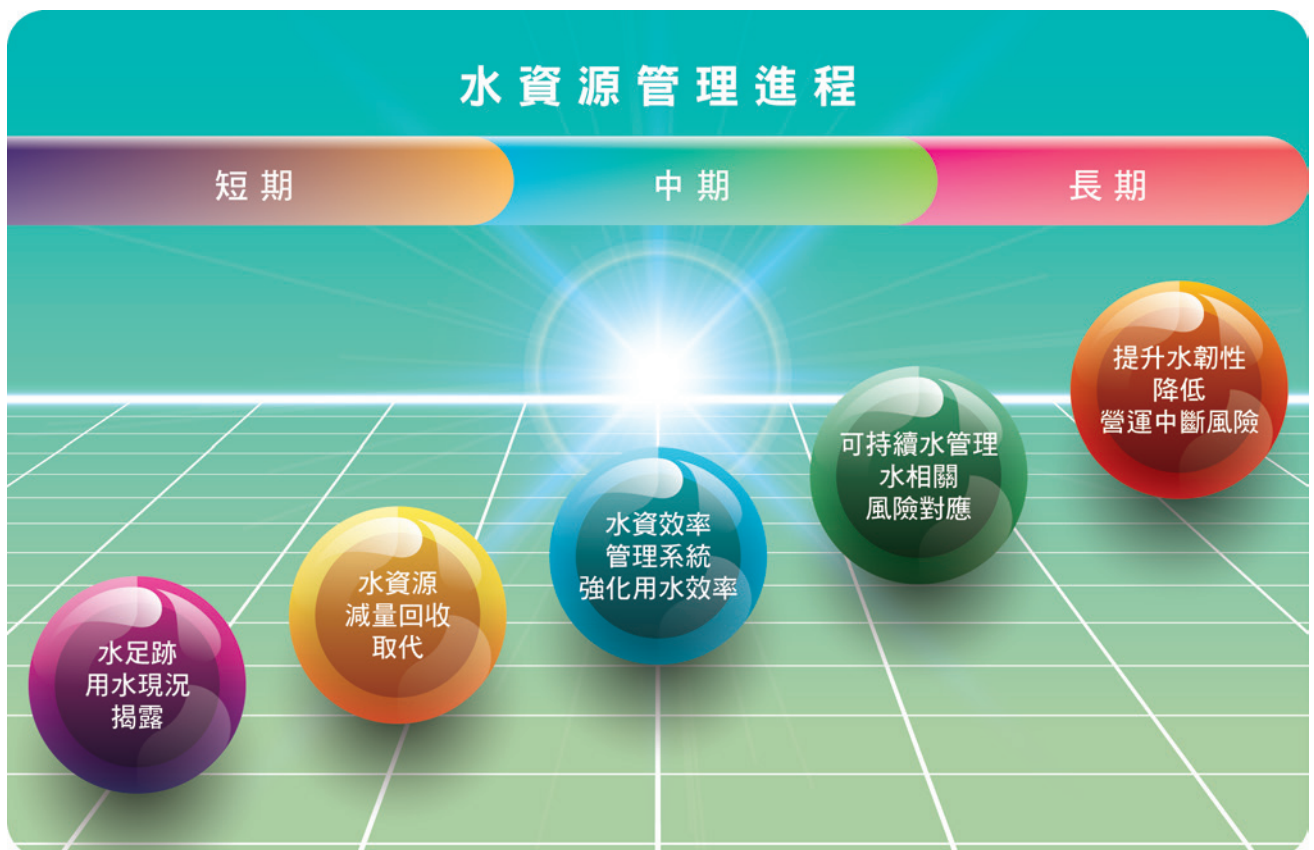 水資源管理進程
短期
中期
長期
水足跡
用水現況
揭露
水資源
減量回收
取代
水資效率
管理系統
強化用水效率
可持續水管理
水相關
風險對應
提升水韌性
降低
營運中斷風險